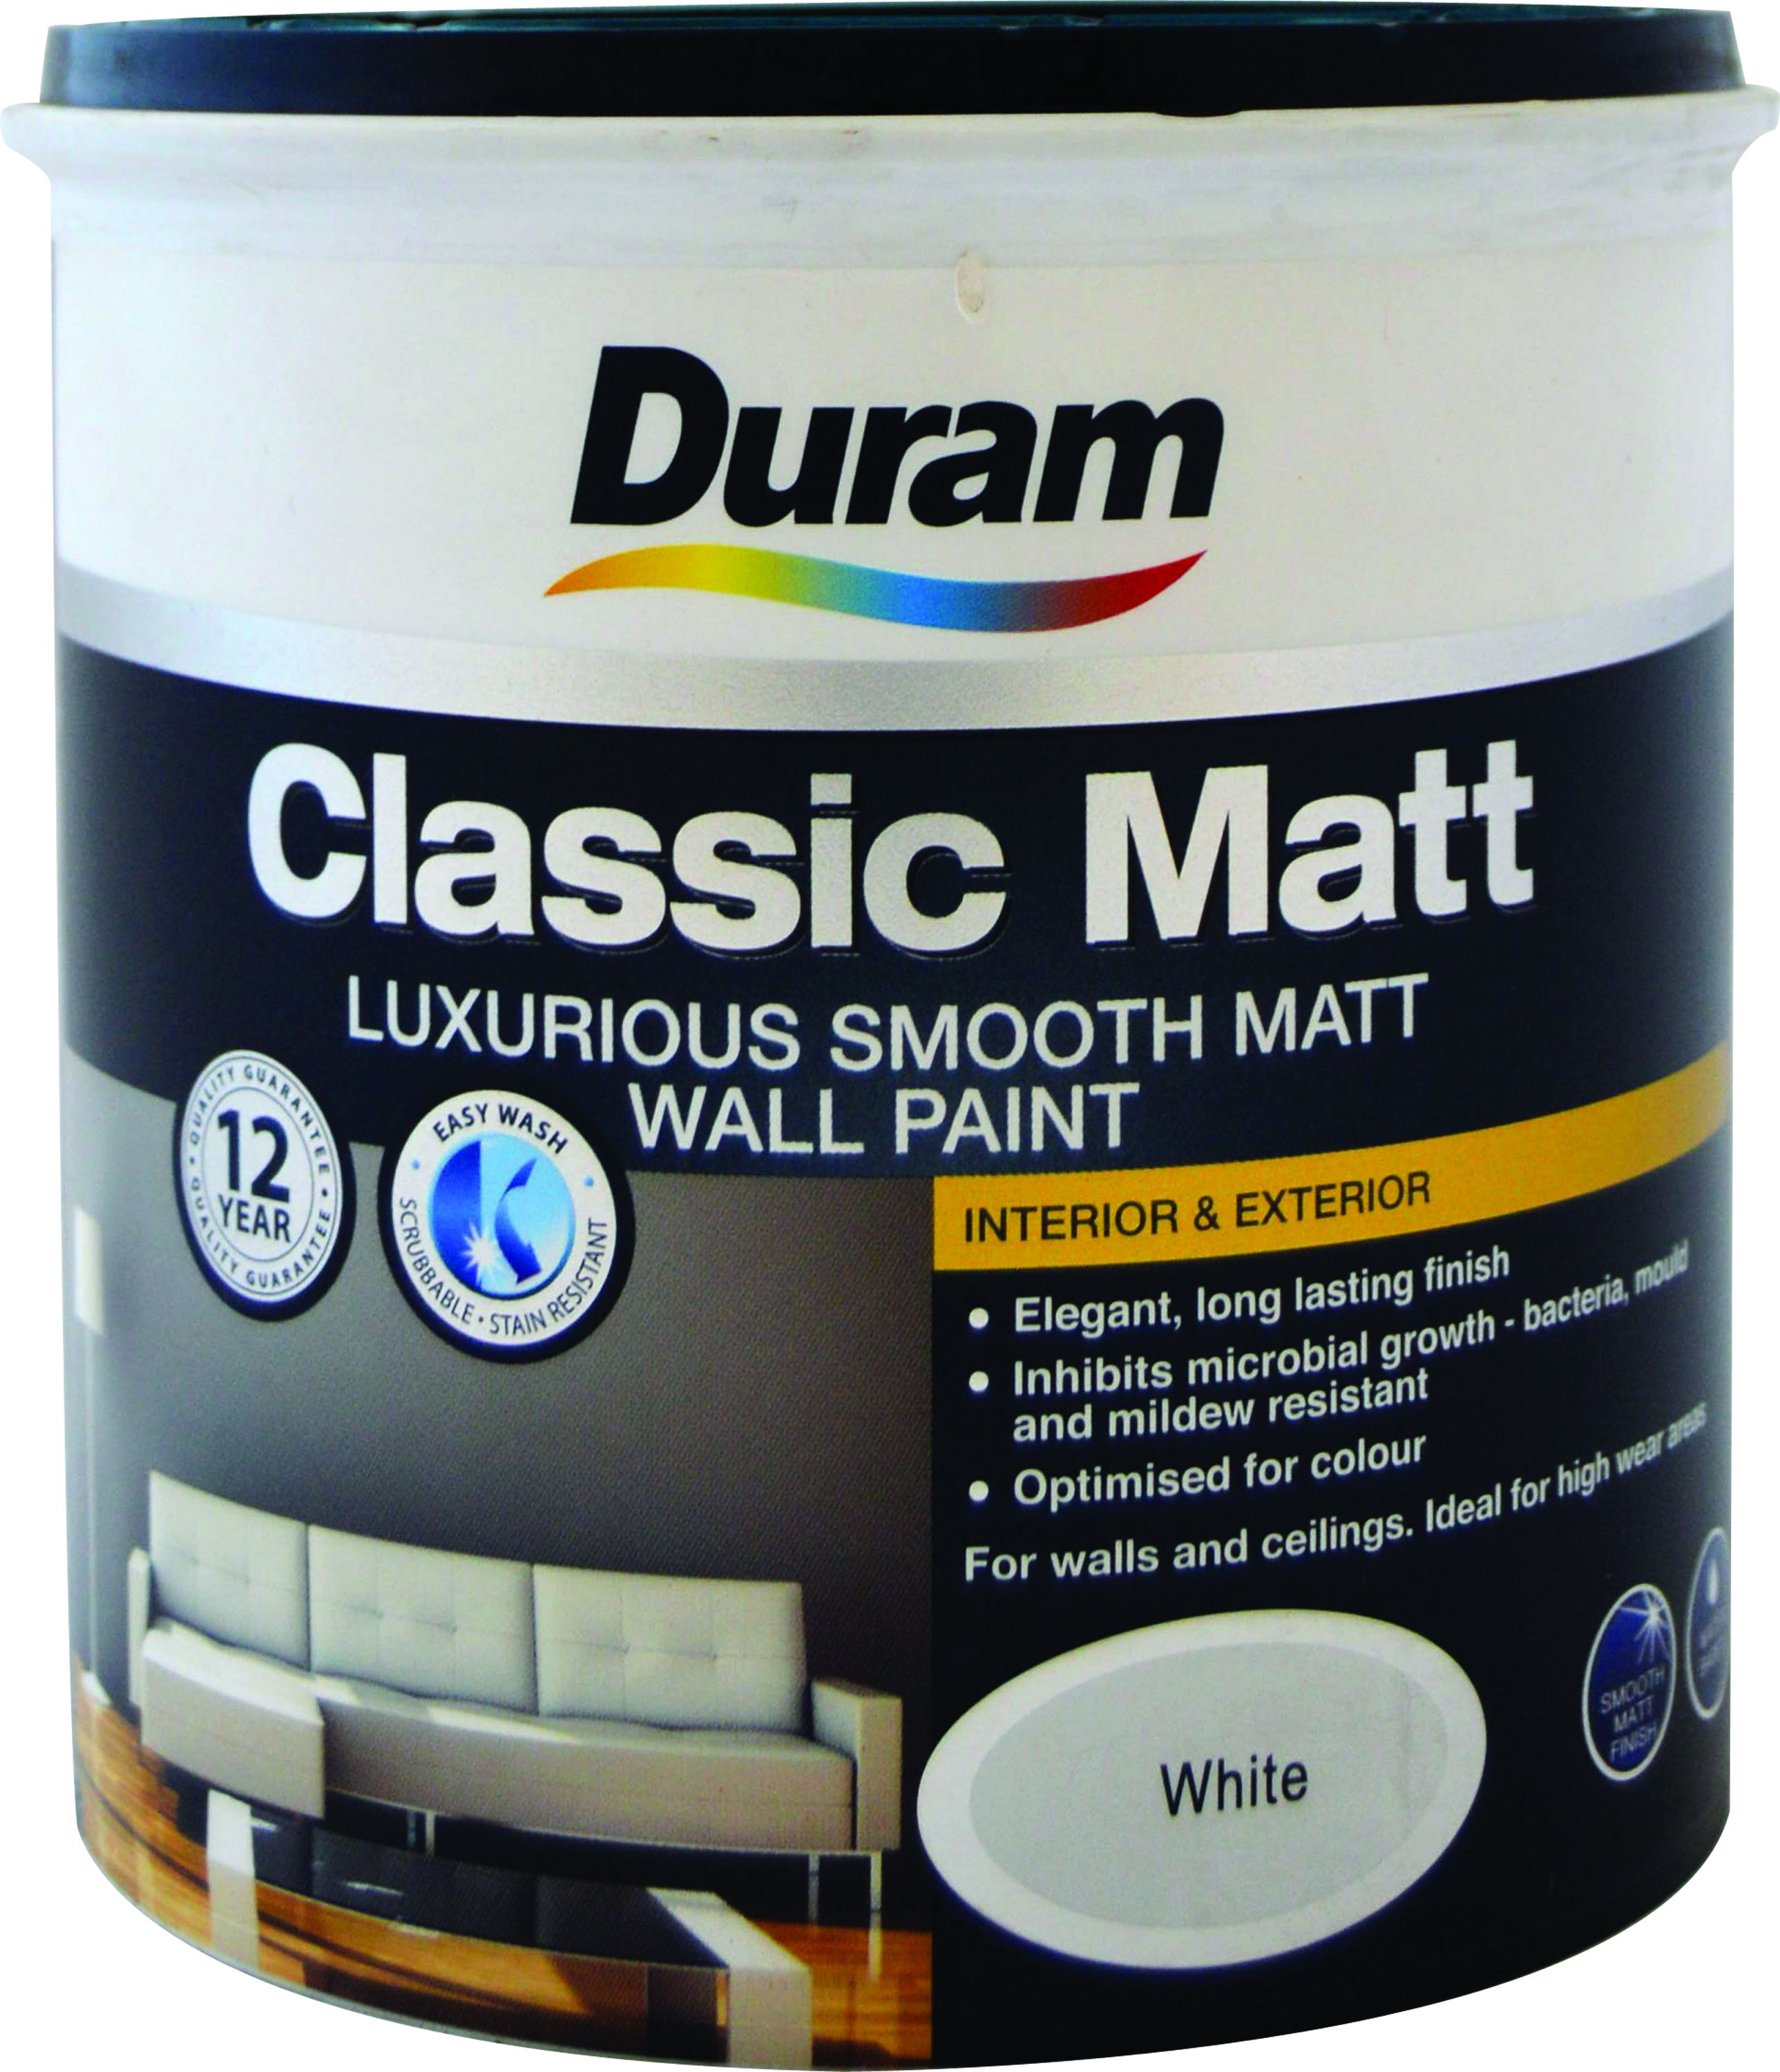 Duram
Classic Matt
LUXURIOUS SMOOTH MATT
WALL PAINT
QUALITY GUARANTEE
12
YEAR
QUALITY GUARANTEE
EASY WASH
SCRUBBABLE • STAIN RESISTANT
INTERIOR & EXTERIOR
• Elegant, long lasting finish
• Inhibits microbial growth - bacteria, mould
and mildew resistant
• Optimised for colour
For walls and ceilings. Ideal for high wear areas
White
SMOOTH
MATT
FINISH